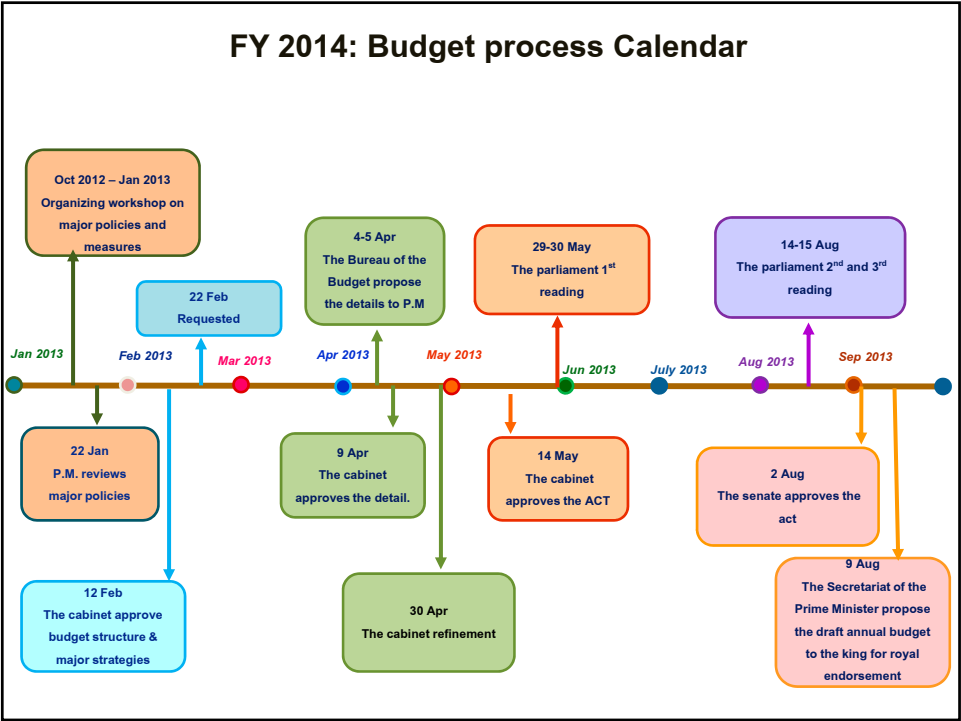 FY 2014: Budget process Calendar
Oct 2012 – Jan 2013
Organizing workshop on
major policies and
measures
4-5 Apr
The Bureau of the
Budget propose
the details to P.M
29-30 May
The parliament 1st
reading
14-15 Aug
The parliament 2nd and 3rd
reading
22 Feb
Requested
Jan 2013
Feb 2013
Mar 2013
Apr 2013
May 2013
Jun 2013
July 2013
Aug 2013
Sep 2013
22 Jan
P.M. reviews
major policies
9 Apr
The cabinet
approves the detail.
14 May
The cabinet
approves the ACT
2 Aug
The senate approves the
act
12 Feb
The cabinet approve
budget structure &
major strategies
30 Apr
The cabinet refinement
9 Aug
The Secretariat of the
Prime Minister propose
the draft annual budget
to the king for royal
endorsement